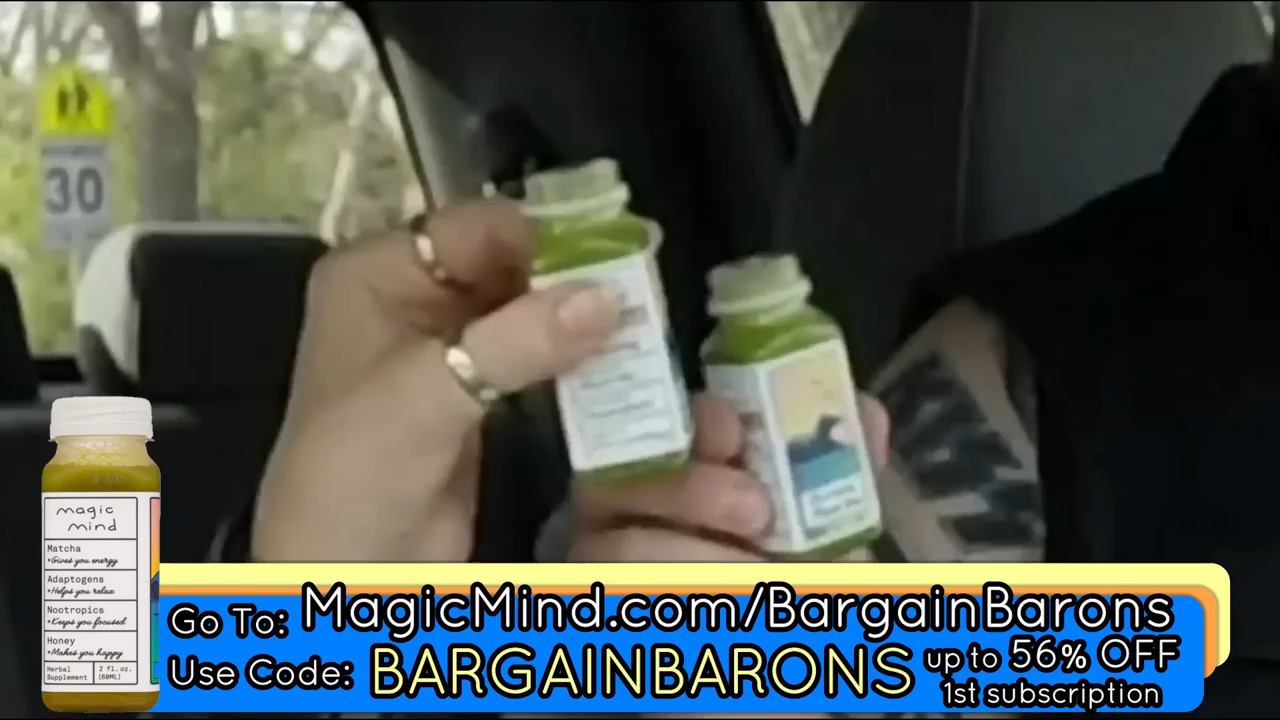 30
magic
mind
Matcha
•Gives you energy
Adaptogens
•Helps you relax
Nootropics
•Keeps you focused
Honey
•Makes you happy
Herbal
Supplement
2 fl. oz.
(60ML)
Go To: MagicMind.com/BargainBarons
Use Code: BARGAINBARONS up to 56% OFF
1st subscription